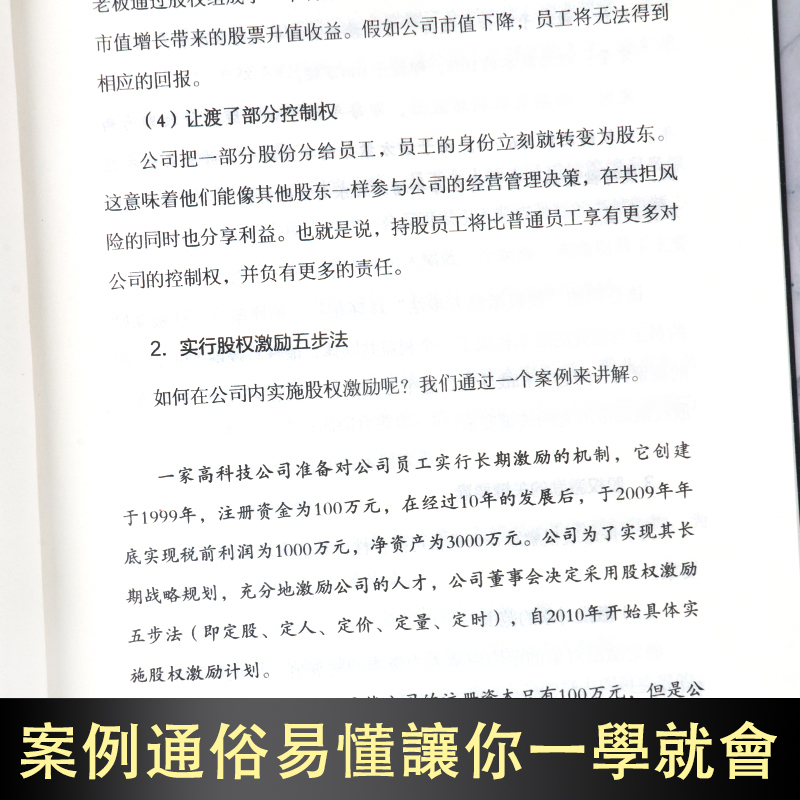 老板通过股权组成
市值增长带来的股票升值收益。假如公司市值下降，员工将无法得到
相应的回报。
（4）让渡了部分控制权
公司把一部分股份分给员工，员工的身份立刻就转变为股东。
这意味着他们能像其他股东一样参与公司的经营管理决策，在共担风
险的同时也分享利益。也就是说，持股员工将比普通员工享有更多对
公司的控制权，并负有更多的责任。
2. 实行股权激励五步法
如何在公司内实施股权激励呢？我们通过一个案例来讲解。
一家高科技公司准备对公司员工实行长期激励的机制，它创建
于1999年，注册资金为100万元，在经过10年的发展后，于2009年年
底实现税前利润为1000万元，净资产为3000万元。公司为了实现其长
期战略规划，充分地激励公司的人才，公司董事会决定采用股权激励
五步法（即定股、定人、定价、定量、定时），自2010年开始具体实
施股权激励计划。
公司的注册资本只有100万元，但是公
案例通俗易懂讓你一學就會